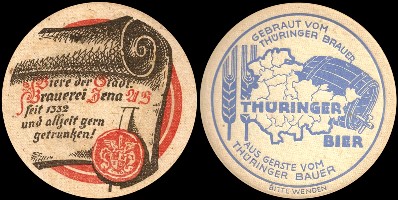 Biere der Stadt
Brauerei Jena
seit 1332
und allzeit gern
getrunken!
GEBRAUT VOM
THÜRINGER BRAUER
THÜRINGER
BIER
AUS GERSTE VOM
THÜRINGER BAUER
BITTE WENDEN